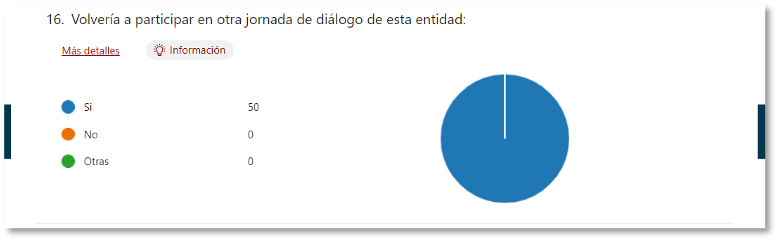 16. Volvería a participar en otra jornada de diálogo de esta entidad:
Más detalles
Información
Si 50
No 0
Otras 0